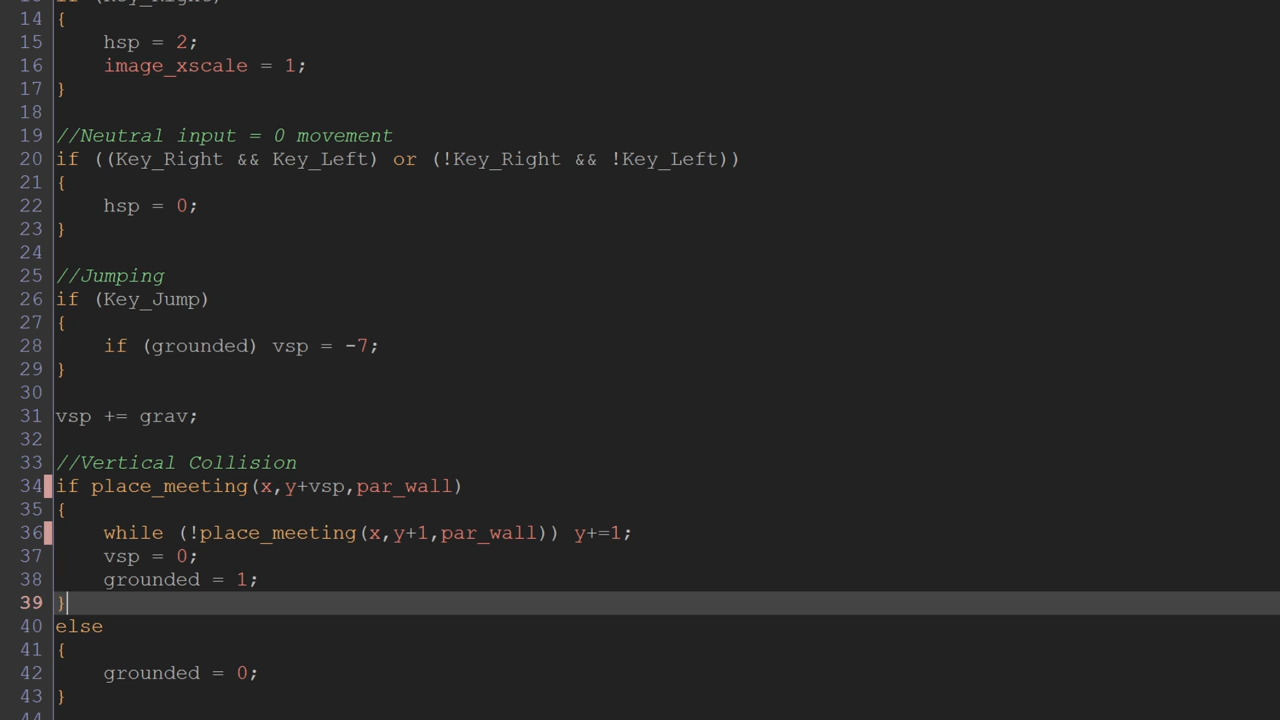 14 {
15 hsp = 2;
16 image_xscale = 1;
17 }
18
19 //Neutral input = 0 movement
20 if ((Key_Right && Key_Left) or (!Key_Right && !Key_Left))
21 {
22 hsp = 0;
23 }
24
25 //Jumping
26 if (Key_Jump)
27 {
28 if (grounded) vsp = -7;
29 }
30
31 vsp += grav;
32
33 //Vertical Collision
34 if place_meeting(x,y+vsp,par_wall)
35 {
36 while (!place_meeting(x,y+1,par_wall)) y+=1;
37 vsp = 0;
38 grounded = 1;
39 }
40 else
41 {
42 grounded = 0;
43 }